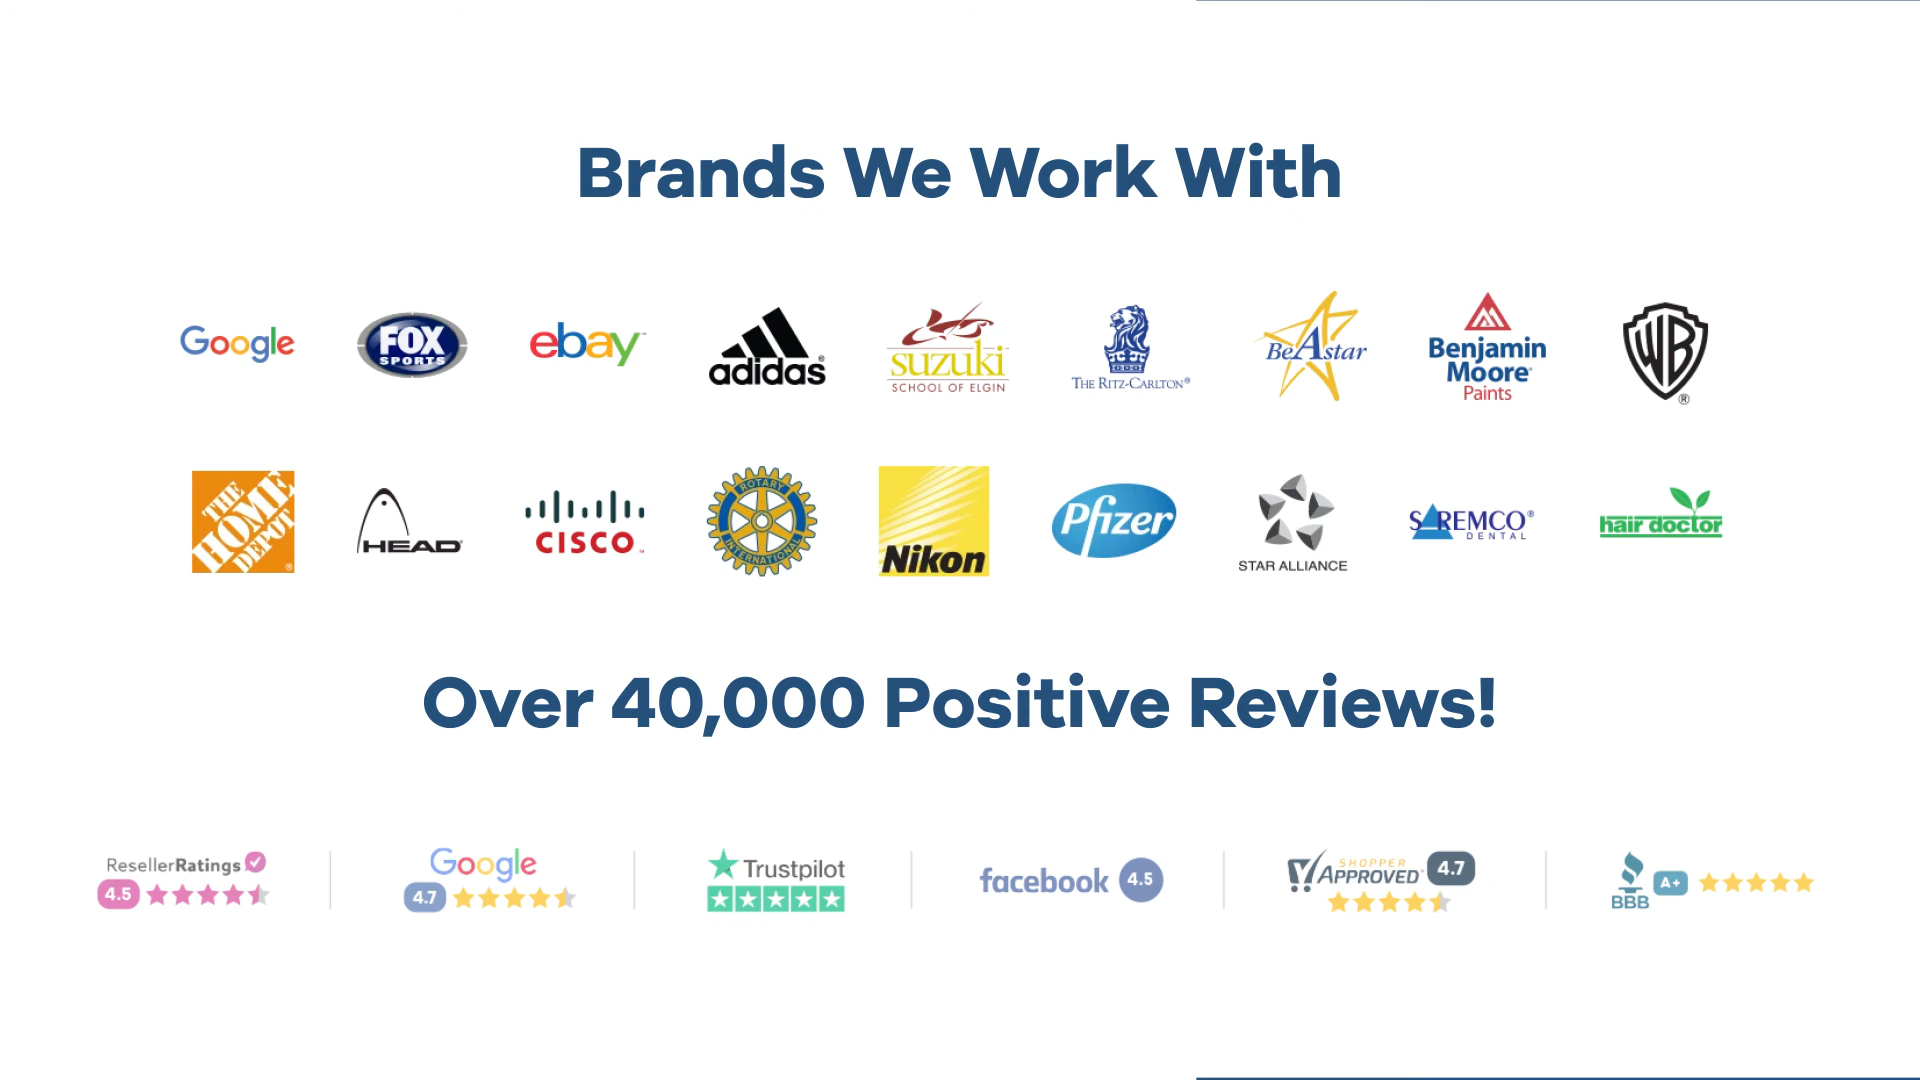 Brands We Work With
Google
FOX
SPORTS
ebay™
adidas®
suzuki
SCHOOL OF ELGIN
THE RITZ-CARLTON®
BeAstar
Benjamin
Moore®
Paints
WB®
THE
HOME
DEPOT®
HEAD®
CISCO™
ROTARY
INTERNATIONAL
Nikon
Pfizer
STAR ALLIANCE
SAREMCO®
DENTAL
hair doctor
Over 40,000 Positive Reviews!
ResellerRatings
4.5
Google
4.7
Trustpilot
facebook 4.5
SHOPPER
APPROVED® 4.7
BBB A+